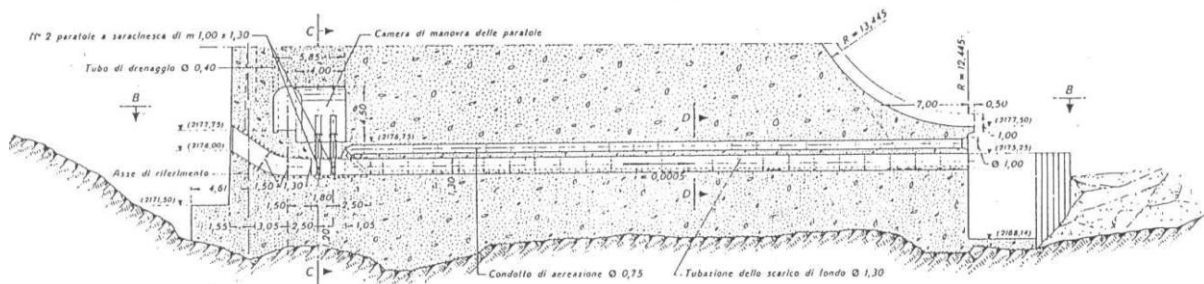 N° 2 paratoie a saracinesca di m 1,00 x 1,30
C
Camera di manovra delle paratoie
5,85
4,00
Tubo di drenaggio Ø 0,40
R = 13,445
R = 12,445
B
B
4,50
7,00
0,50
(2177,75)
(2176,75)
D
(2177,50)
1,00
(2176,00)
(2175,25)
Ø 1,00
Asse di riferimento
4,61
1,50
1,30
1,80
0,0005
D
(2171,50)
1,50
2,50
1,55
3,05
2,50
1,05
(2168,14)
C
Condotto di aereazione Ø 0,75
Tubazione dello scarico di fondo Ø 1,30